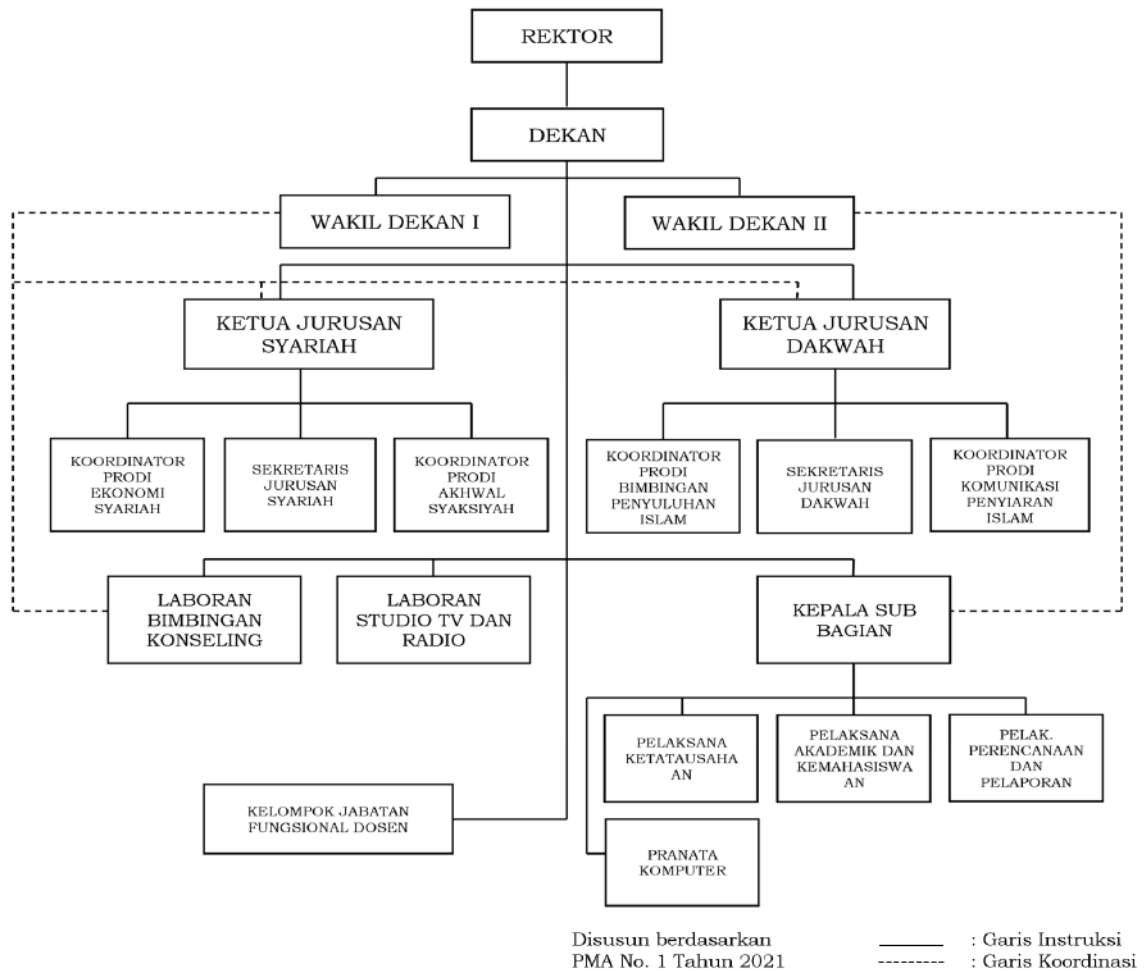 REKTOR
DEKAN
WAKIL DEKAN I
WAKIL DEKAN II
KETUA JURUSAN
SYARIAH
KETUA JURUSAN
DAKWAH
KOORDINATOR
PRODI
EKONOMI
SYARIAH
SEKRETARIS
JURUSAN
SYARIAH
KOORDINATOR
PRODI
AKHWAL
SYAKSIYAH
KOORDINATOR
PRODI
BIMBINGAN
PENYULUHAN
ISLAM
SEKRETARIS
JURUSAN
DAKWAH
KOORDINATOR
PRODI
KOMUNIKASI
PENYIARAN
ISLAM
LABORAN
BIMBINGAN
KONSELING
LABORAN
STUDIO TV DAN
RADIO
KEPALA SUB
BAGIAN
PELAKSANA
KETATAUSAHA
AN
PELAKSANA
AKADEMIK DAN
KEMAHASISWA
AN
PELAK.
PERENCANAAN
DAN
PELAPORAN
KELOMPOK JABATAN
FUNGSIONAL DOSEN
PRANATA
KOMPUTER
Disusun berdasarkan
PMA No. 1 Tahun 2021
: Garis Instruksi
: Garis Koordinasi